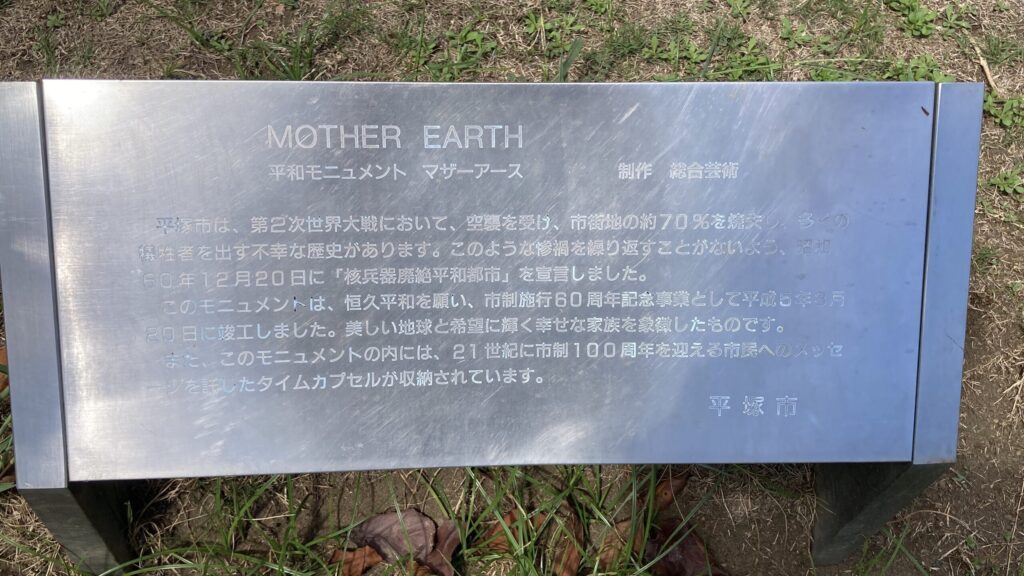 MOTHER EARTH
平和モニュメント マザーアース 制作 総合芸術
平塚市は、第2次世界大戦において、空襲を受け、市街地の約70%を焼失し、多くの
犠牲者を出す不幸な歴史があります。このような惨禍を繰り返すことがないよう、昭和
60年12月20日に「核兵器廃絶平和都市」を宣言しました。
このモニュメントは、恒久平和を願い、市制施行60周年記念事業として平成5年3月
20日に竣工しました。美しい地球と希望に輝く幸せな家族を象徴したものです。
また、このモニュメントの内には、21世紀に市制100周年を迎える市民へのメッセ
ージを託したタイムカプセルが収納されています。
平塚市